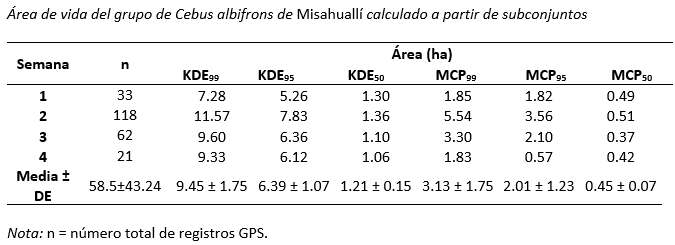 Área de vida del grupo de Cebus albifrons de Misahuallí calculado a partir de subconjuntos
Semana n Área (ha)
KDE₉₉ KDE₉₅ KDE₅₀ MCP₉₉ MCP₉₅ MCP₅₀
1 33 7.28 5.26 1.30 1.85 1.82 0.49
2 118 11.57 7.83 1.36 5.54 3.56 0.51
3 62 9.60 6.36 1.10 3.30 2.10 0.37
4 21 9.33 6.12 1.06 1.83 0.57 0.42
Media ± DE 58.5±43.24 9.45 ± 1.75 6.39 ± 1.07 1.21 ± 0.15 3.13 ± 1.75 2.01 ± 1.23 0.45 ± 0.07
Nota: n = número total de registros GPS.